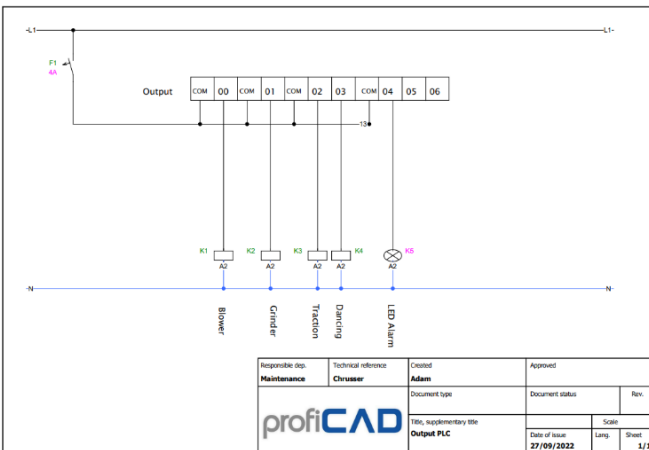 L1
L1
F1
4A
Output
COM 00 COM 01 COM 02 03 COM 04 05 06
13
K1 K2 K3 K4 K6
A2 A2 A2 A2 A2
N
N
Blower
Grinder
Traction
Dancing
LED Alarm
Responsible dep. Technical reference Created Approved
Maintenance Chrusser Adam
Document type Document status Rev.
profiCAD
Title, supplementary title Scale
Output PLC
Date of issue Lang. Sheet
27/09/2022 1/1